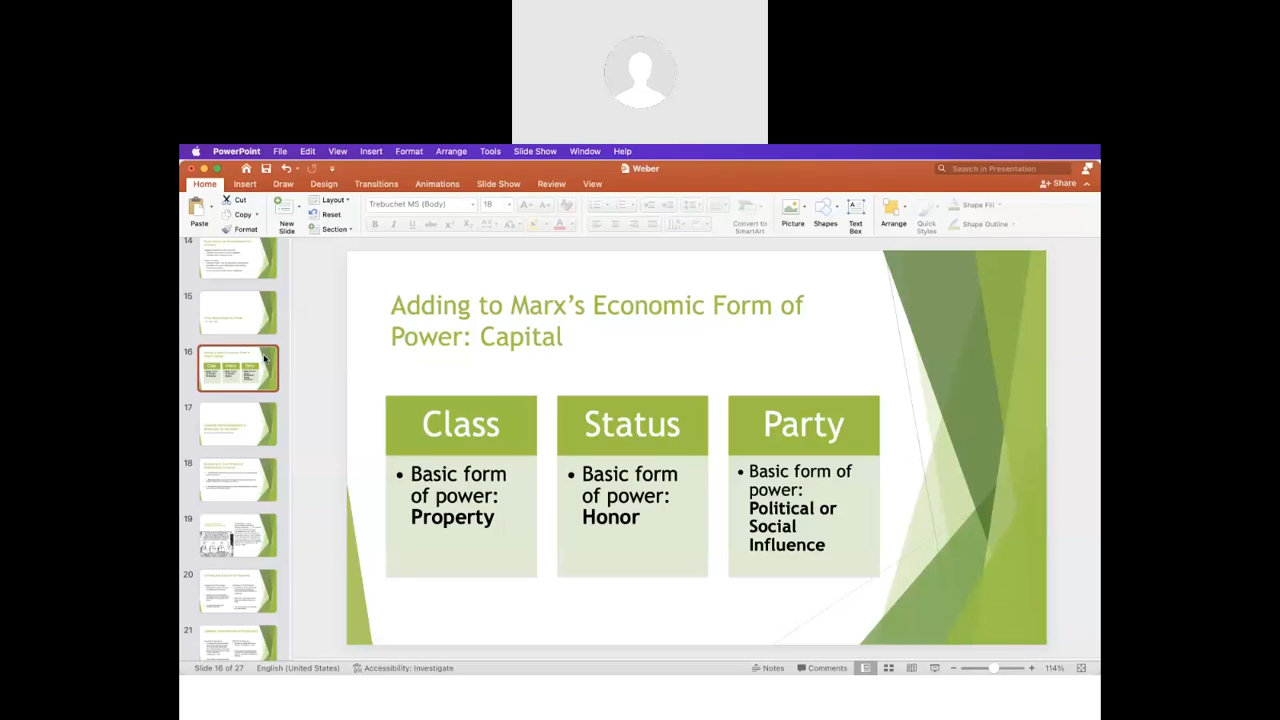 PowerPoint File Edit View Insert Format Arrange Tools Slide Show Window Help
Weber
Search in Presentation
Home Insert Draw Design Transitions Animations Slide Show Review View
Share
Paste
Cut
Copy
Format
New
Slide
Layout
Reset
Section
Trebuchet MS (Body) 18
Convert to
SmartArt
Picture
Shapes
Text
Box
Arrange
Quick
Styles
Shape Fill
Shape Outline
14
15
16
17
18
19
20
21
Adding to Marx's Economic Form of
Power: Capital
Class
• Basic form
of power:
Property
Status
• Basic form
of power:
Honor
Party
• Basic form of
power:
Political or
Social
Influence
Slide 16 of 27 English (United States) Accessibility: Investigate
Notes Comments 114%